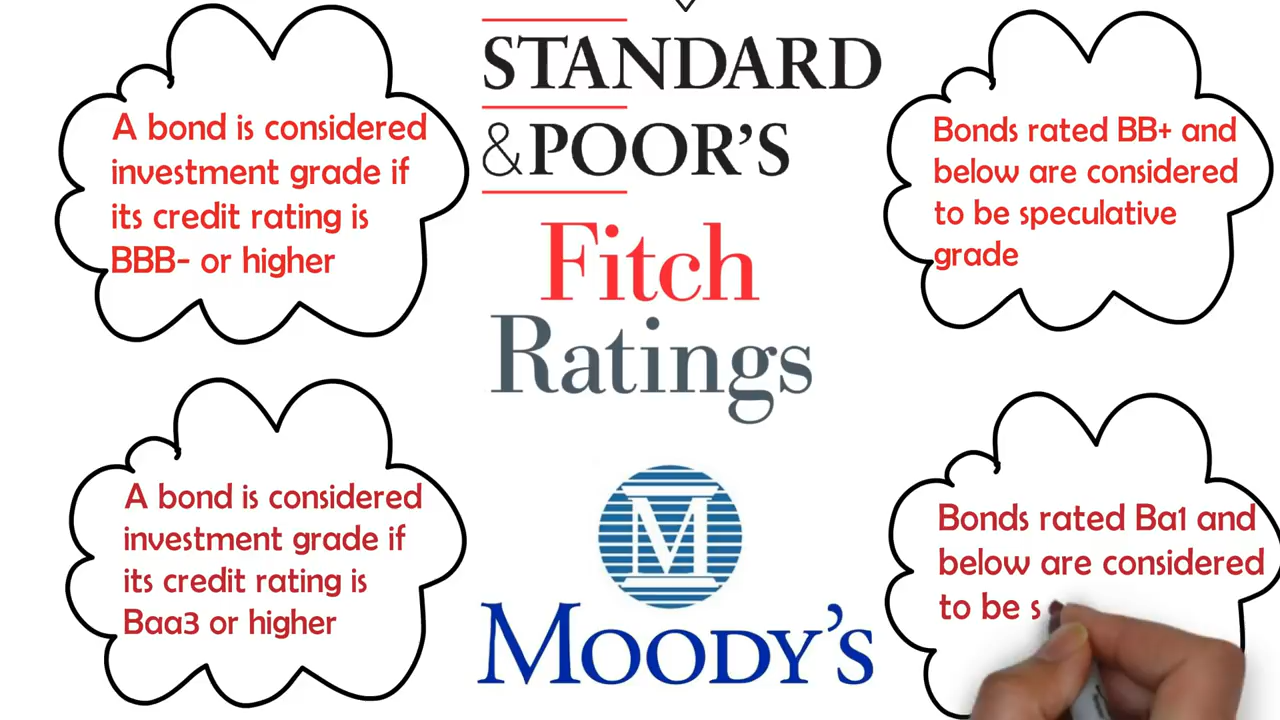 A bond is considered
investment grade if
its credit rating is
BBB- or higher
STANDARD
&POOR'S
Fitch
Ratings
Bonds rated BB+ and
below are considered
to be speculative
grade
A bond is considered
investment grade if
its credit rating is
Baa3 or higher
M
MOODY'S
Bonds rated Ba1 and
below are considered
to be s